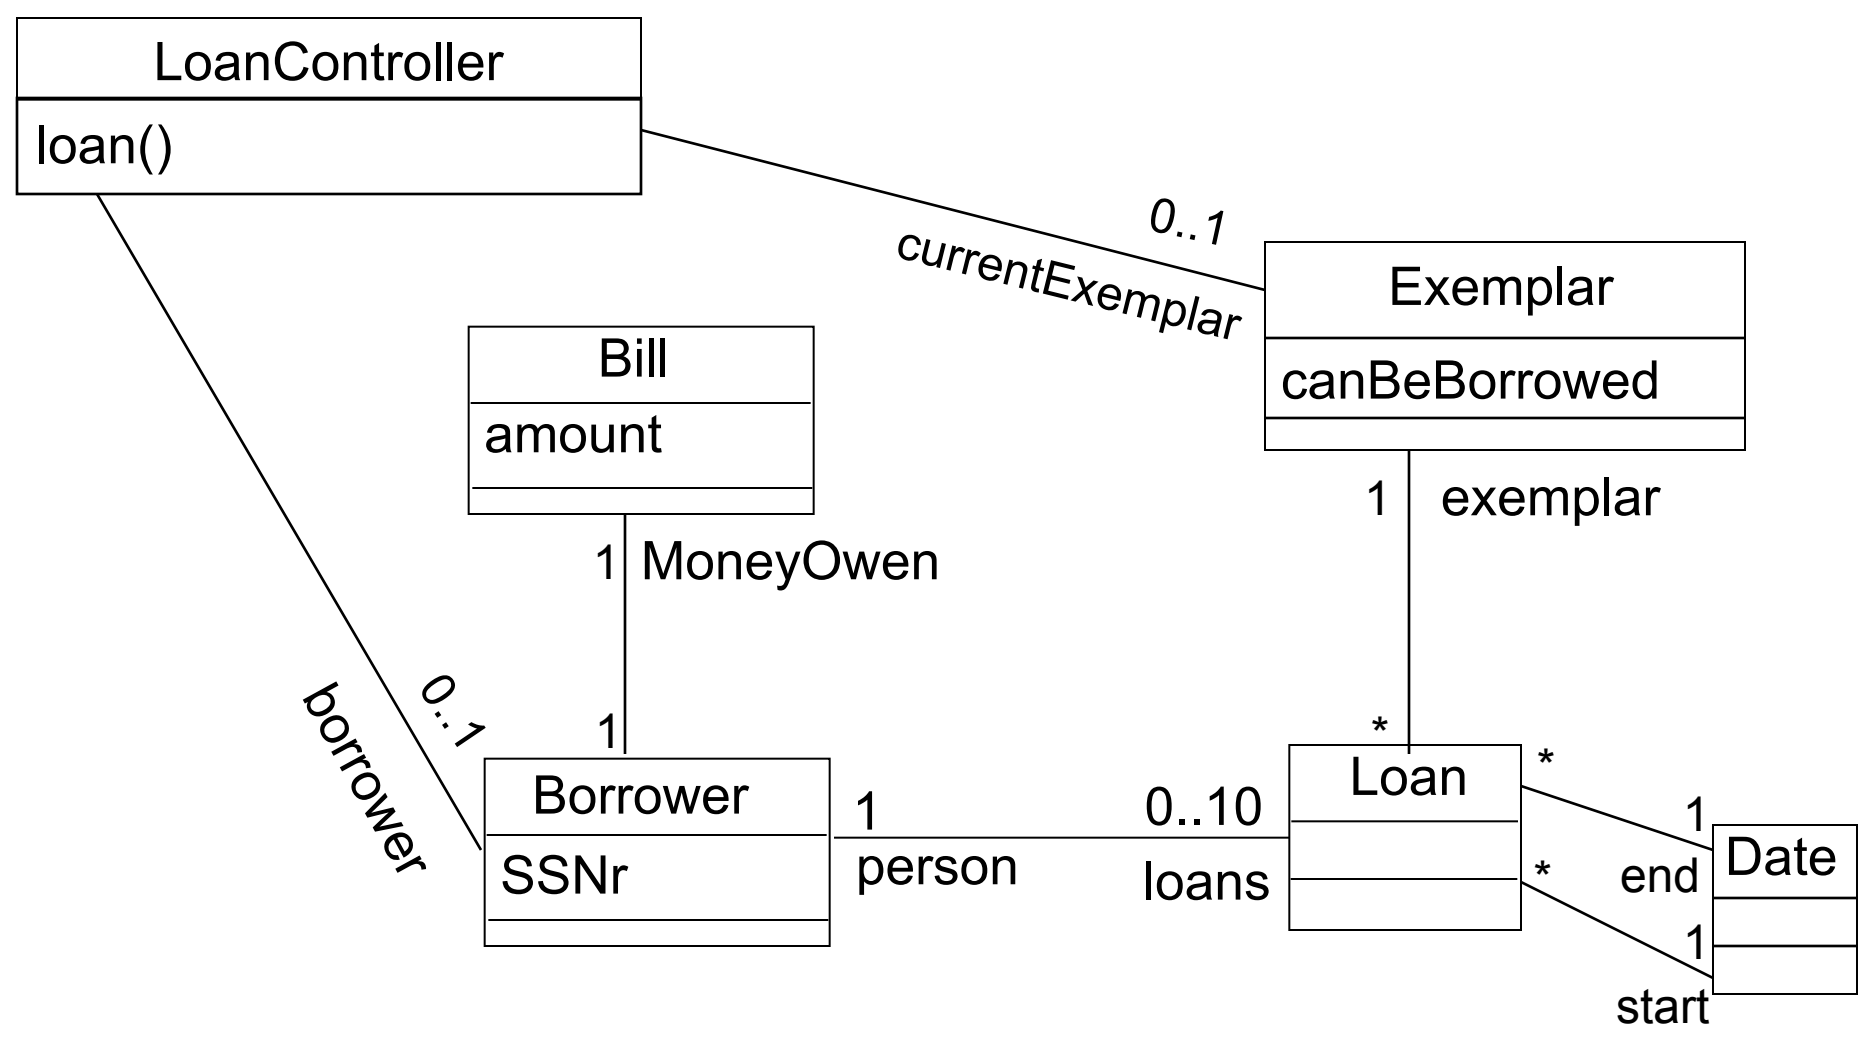 LoanController
loan()
0..1
currentExemplar
Exemplar
canBeBorrowed
Bill
amount
1 MoneyOwen
1 exemplar
0..1
borrower
1
*
Borrower
SSNr
1
person
0..10
loans
Loan
*
1
end
Date
*
1
start